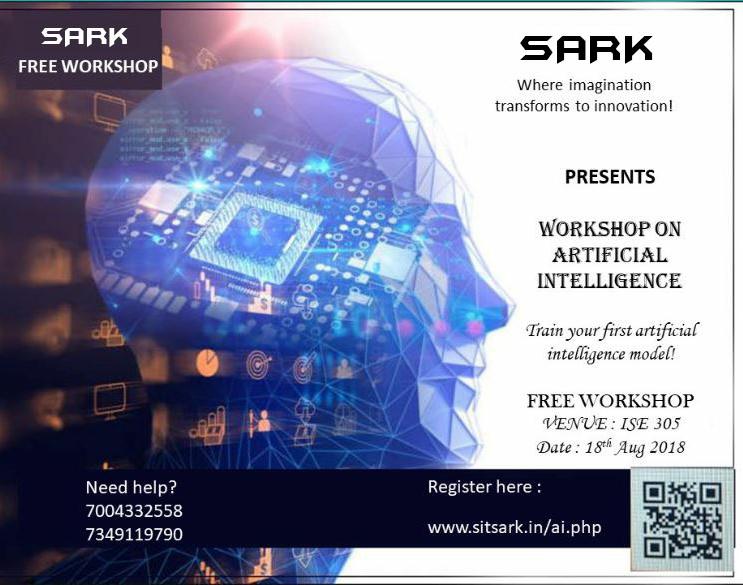 SARK
FREE WORKSHOP
SARK
Where imagination
transforms to innovation!
PRESENTS
WORKSHOP ON
ARTIFICIAL
INTELLIGENCE
Train your first artificial
intelligence model!
FREE WORKSHOP
VENUE : ISE 305
Date : 18th Aug 2018
Need help?
7004332558
7349119790
Register here :
www.sitsark.in/ai.php